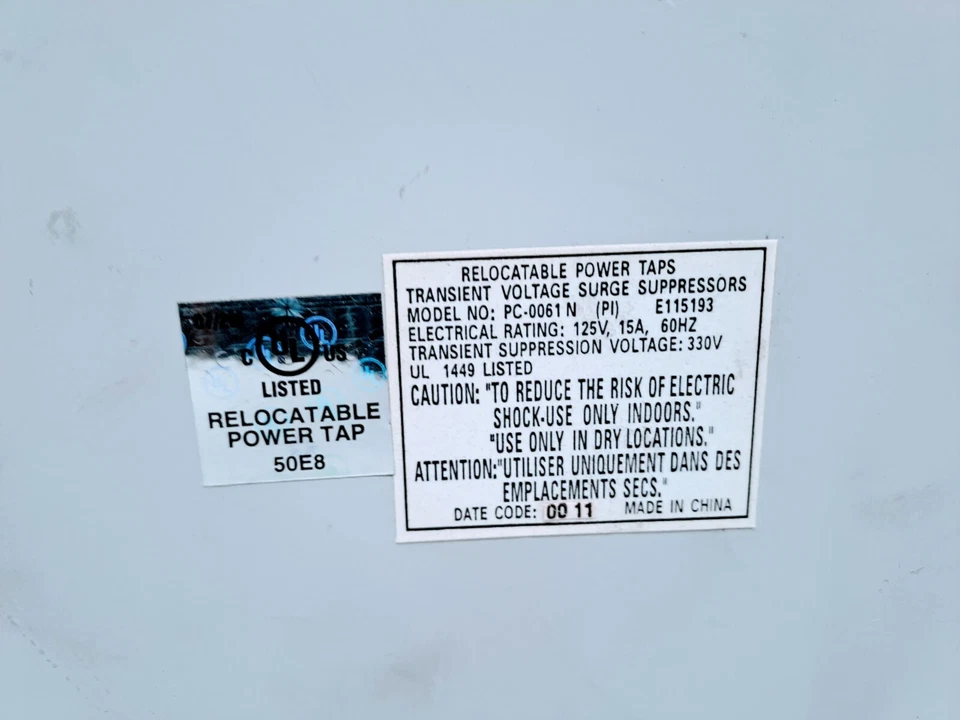 C UL US
LISTED
RELOCATABLE
POWER TAP
50E8
RELOCATABLE POWER TAPS
TRANSIENT VOLTAGE SURGE SUPPRESSORS
MODEL NO: PC-0061 N (PI) E115193
ELECTRICAL RATING: 125V, 15A, 60HZ
TRANSIENT SUPPRESSION VOLTAGE: 330V
UL 1449 LISTED
CAUTION: "TO REDUCE THE RISK OF ELECTRIC
SHOCK-USE ONLY INDOORS."
"USE ONLY IN DRY LOCATIONS."
ATTENTION:"UTILISER UNIQUEMENT DANS DES
EMPLACEMENTS SECS."
DATE CODE: 00 11 MADE IN CHINA